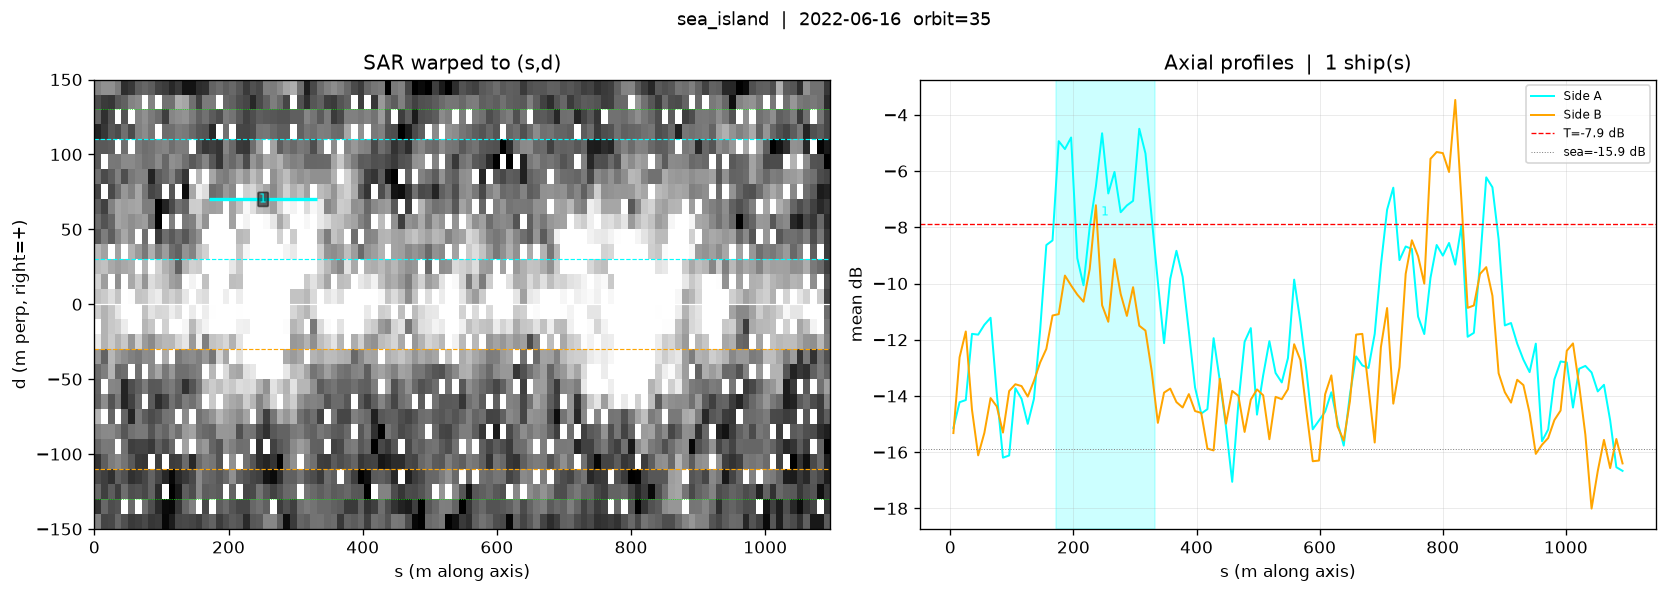 sea_island  |  2022-06-16  orbit=35
SAR warped to (s,d)
150
100
50
0
−50
−100
−150
d (m perp, right=+)
1
0
200
400
600
800
1000
s (m along axis)
Axial profiles  |  1 ship(s)
−4
−6
−8
−10
−12
−14
−16
−18
mean dB
Side A
Side B
T=-7.9 dB
sea=-15.9 dB
1
0
200
400
600
800
1000
s (m along axis)